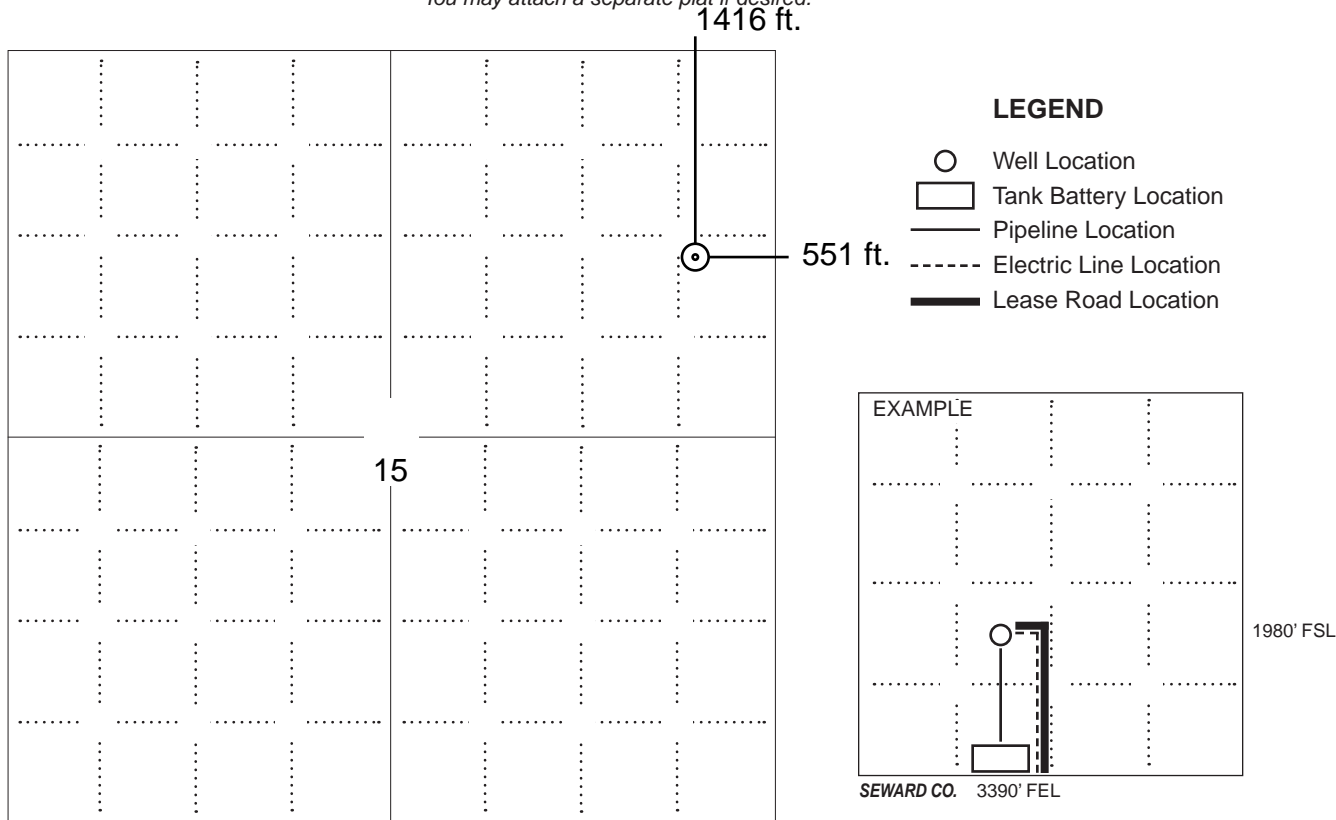 You may attach a separate plat if desired.
1416 ft.
551 ft.
15
LEGEND
Well Location
Tank Battery Location
Pipeline Location
Electric Line Location
Lease Road Location
EXAMPLE
1980' FSL
SEWARD CO. 3390' FEL